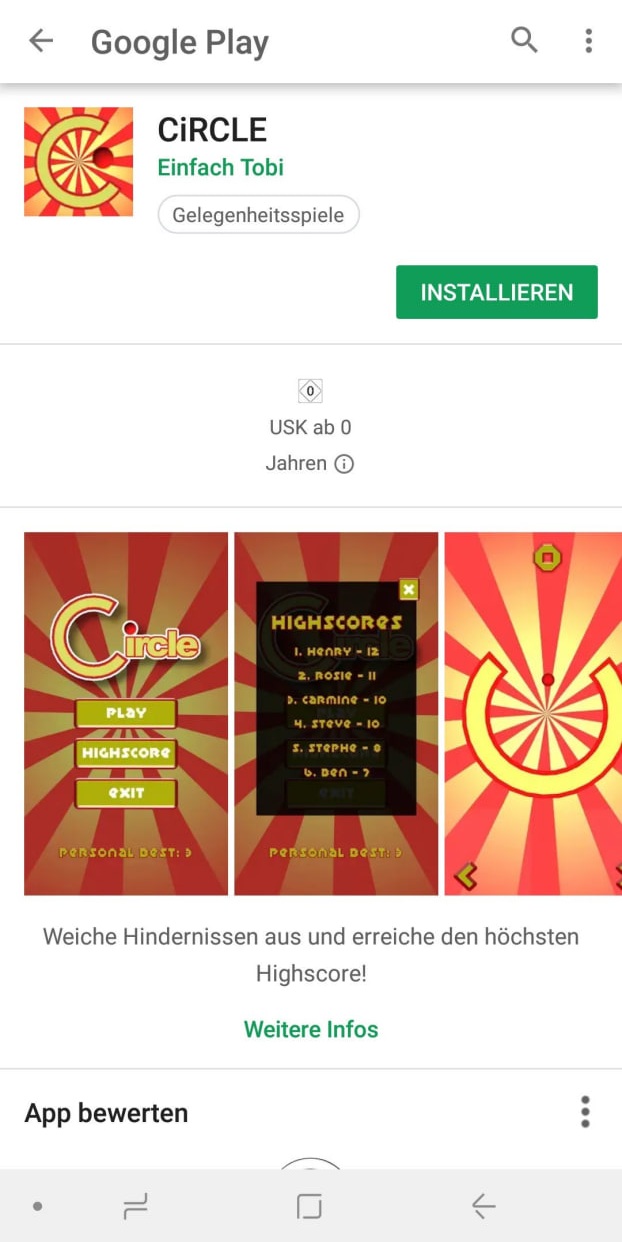 Google Play
CiRCLE
Einfach Tobi
Gelegenheitsspiele
INSTALLIEREN
0
USK ab 0
Jahren
Circle
PLAY
HIGHSCORE
EXIT
PERSONAL BEST: 3
HIGHSCORES
1. HENRY - 12
2. ROSIE - 11
3. CARMINE - 10
4. STEVE - 10
5. STEPHE - 8
6. BEN - 7
EXIT
PERSONAL BEST: 3
Weiche Hindernissen aus und erreiche den höchsten
Highscore!
Weitere Infos
App bewerten